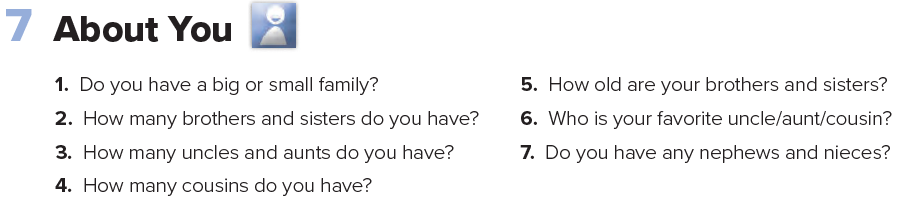 7 About You
1. Do you have a big or small family?
2. How many brothers and sisters do you have?
3. How many uncles and aunts do you have?
4. How many cousins do you have?
5. How old are your brothers and sisters?
6. Who is your favorite uncle/aunt/cousin?
7. Do you have any nephews and nieces?